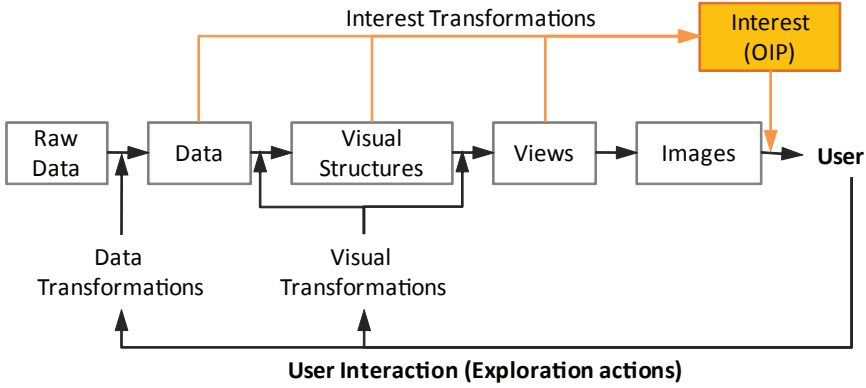 Interest Transformations
Interest
(OIP)
Raw
Data
Data
Visual
Structures
Views
Images
User
Data
Transformations
Visual
Transformations
User Interaction (Exploration actions)